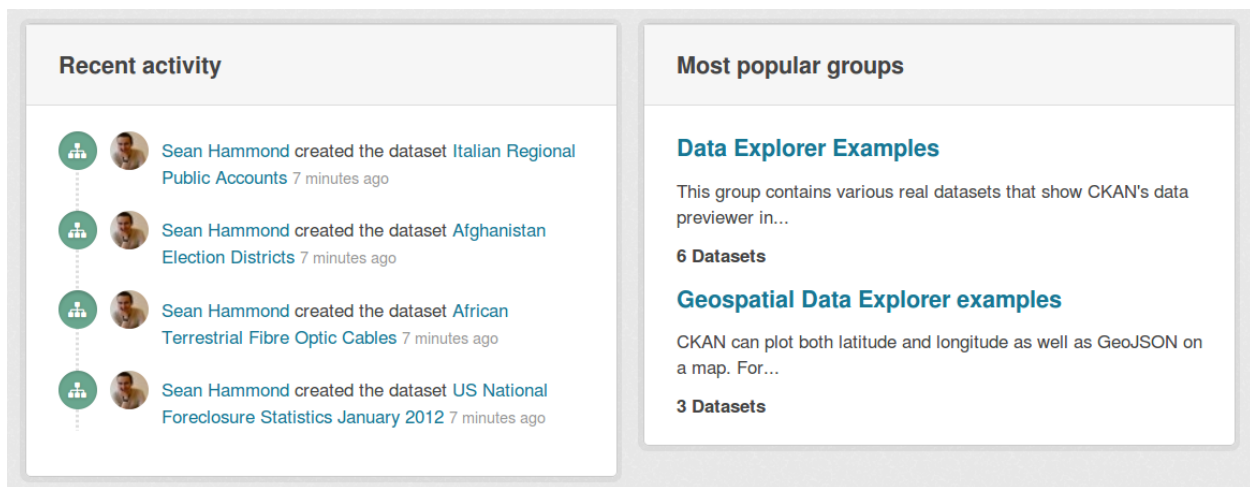 Recent activity
Sean Hammond created the dataset Italian Regional
Public Accounts 7 minutes ago
Sean Hammond created the dataset Afghanistan
Election Districts 7 minutes ago
Sean Hammond created the dataset African
Terrestrial Fibre Optic Cables 7 minutes ago
Sean Hammond created the dataset US National
Foreclosure Statistics January 2012 7 minutes ago
Most popular groups
Data Explorer Examples
This group contains various real datasets that show CKAN's data
previewer in...
6 Datasets
Geospatial Data Explorer examples
CKAN can plot both latitude and longitude as well as GeoJSON on
a map. For...
3 Datasets